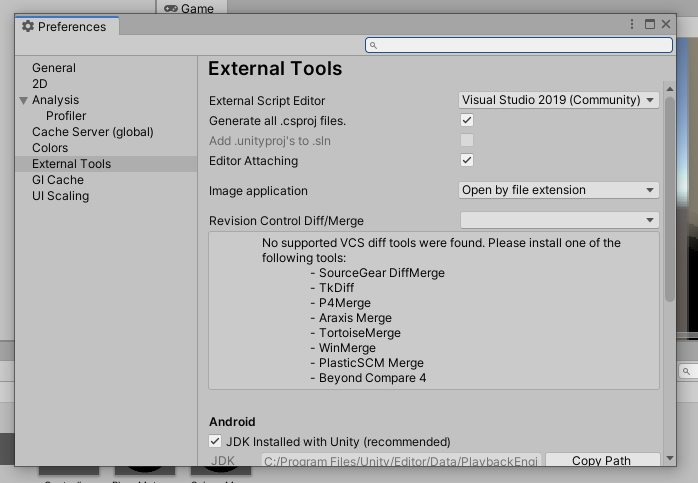 Game
Preferences
General
2D
Analysis
Profiler
Cache Server (global)
Colors
External Tools
GI Cache
UI Scaling
External Tools
External Script Editor Visual Studio 2019 (Community)
Generate all .csproj files.
Add .unityproj's to .sln
Editor Attaching
Image application Open by file extension
Revision Control Diff/Merge
No supported VCS diff tools were found. Please install one of the
following tools:
- SourceGear DiffMerge
- TkDiff
- P4Merge
- Araxis Merge
- TortoiseMerge
- WinMerge
- PlasticSCM Merge
- Beyond Compare 4
Android
JDK Installed with Unity (recommended)
JDK C:/Program Files/Unity/Editor/Data/PlaybackEngi Copy Path